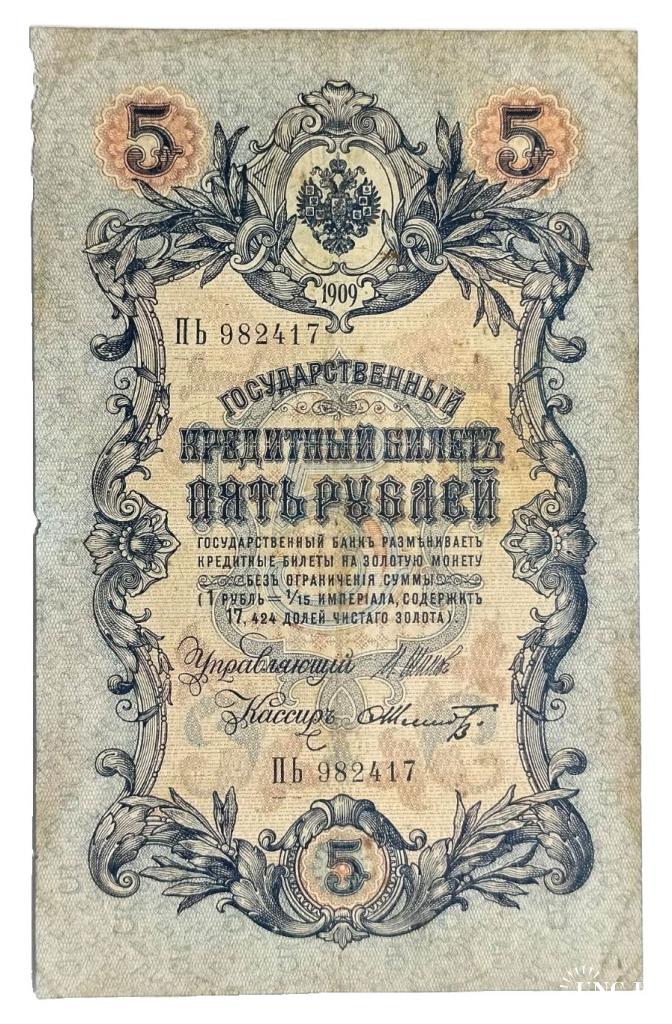 5 5
1909
ПЬ 982417
ГОСУДАРСТВЕННЫЙ
КРЕДИТНЫЙ БИЛЕТЪ
ПЯТЬ РУБЛЕЙ
ГОСУДАРСТВЕННЫЙ БАНКЪ РАЗМѢНИВАЕТЪ
КРЕДИТНЫЕ БИЛЕТЫ НА ЗОЛОТУЮ МОНЕТУ
БЕЗЪ ОГРАНИЧЕНІЯ СУММЫ
(1 РУБЛЬ = 1/15 ИМПЕРІАЛА, СОДЕРЖИТЪ
17,424 ДОЛЕЙ ЧИСТАГО ЗОЛОТА).
Управляющій
Кассиръ
ПЬ 982417
5